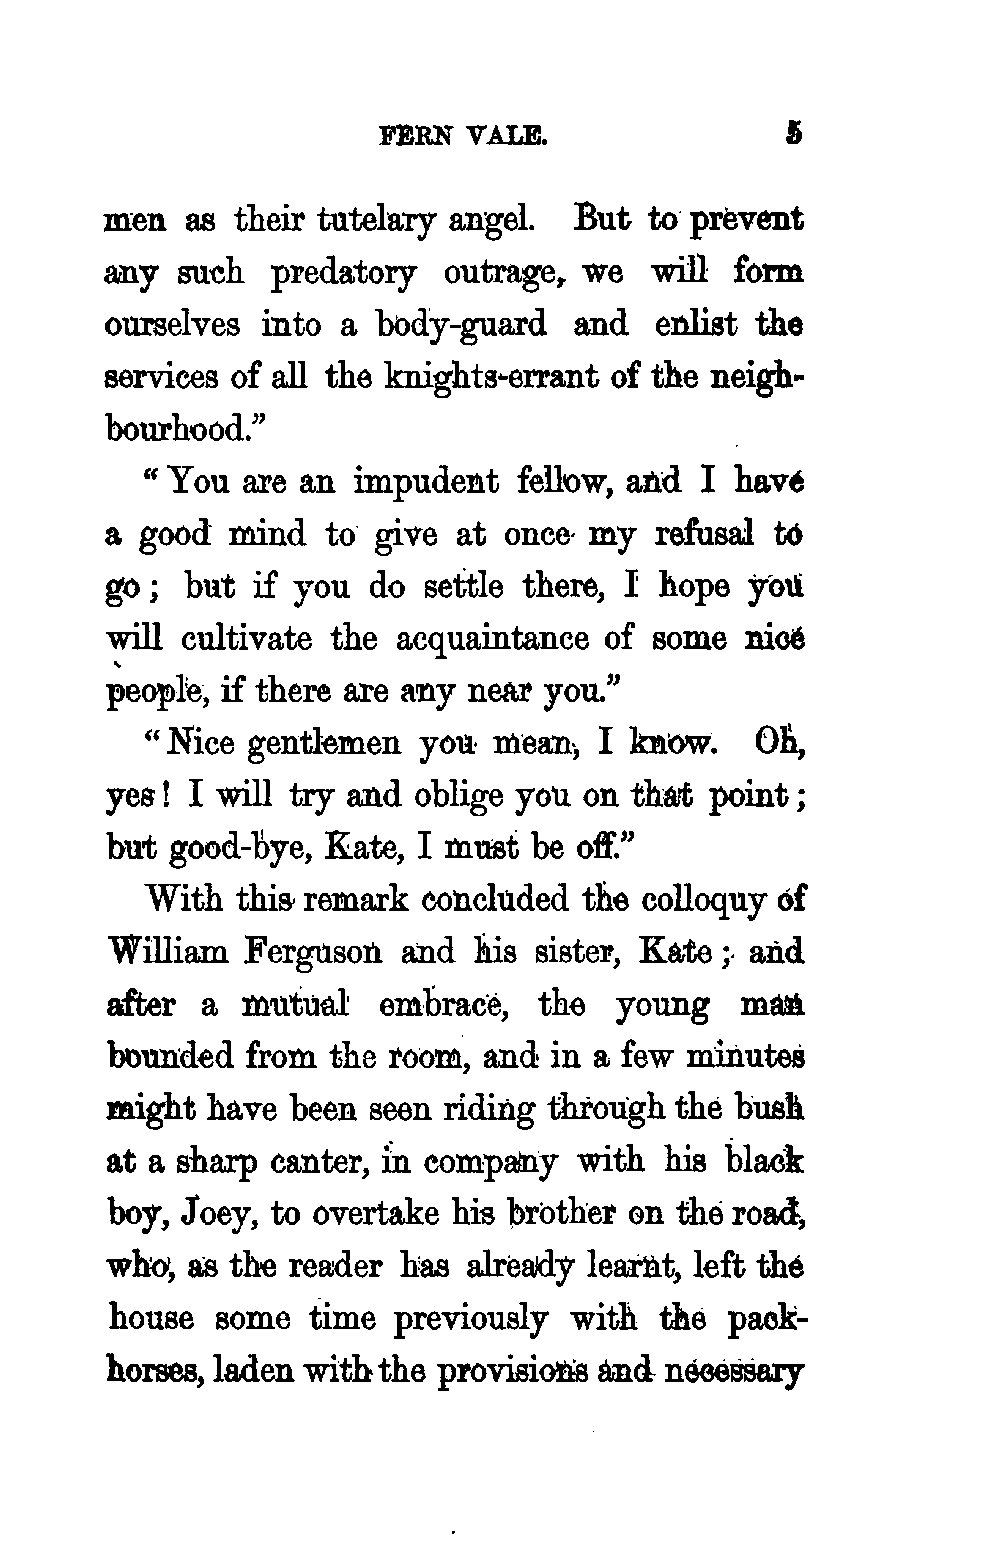 FERN VALE. 5
men as their tutelary angel. But to prevent
any such predatory outrage, we will form
ourselves into a body-guard and enlist the
services of all the knights-errant of the neigh-
bourhood.”
“ You are an impudent fellow, and I have
a good mind to give at once my refusal to
go ; but if you do settle there, I hope you
will cultivate the acquaintance of some nice
people, if there are any near you.”
“ Nice gentlemen you mean, I know. Oh,
yes ! I will try and oblige you on that point ;
but good-bye, Kate, I must be off.”
With this remark concluded the colloquy of
William Ferguson and his sister, Kate ; and
after a mutual embrace, the young man
bounded from the room, and in a few minutes
might have been seen riding through the bush
at a sharp canter, in company with his black
boy, Joey, to overtake his brother on the road,
who, as the reader has already learnt, left the
house some time previously with the pack-
horses, laden with the provisions and necessary